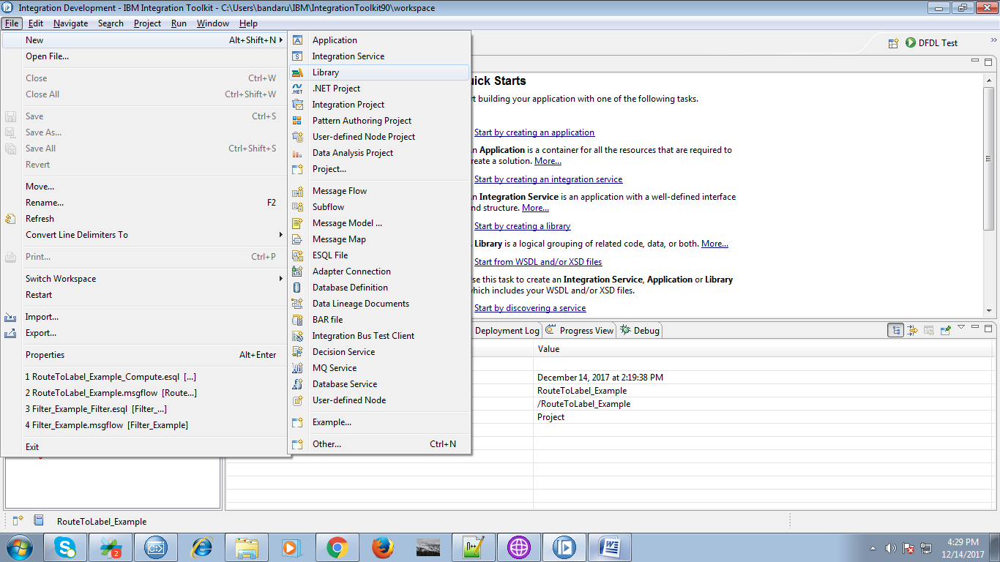 Integration Development - IBM Integration Toolkit - C:\Users\bandaru\IBM\IntegrationToolkit90\workspace
File Edit Navigate Search Project Run Window Help
New Alt+Shift+N
Open File...
Close Ctrl+W
Close All Ctrl+Shift+W
Save Ctrl+S
Save As...
Save All Ctrl+Shift+S
Revert
Move...
Rename... F2
Refresh
Convert Line Delimiters To
Print... Ctrl+P
Switch Workspace
Restart
Import...
Export...
Properties Alt+Enter
1 RouteToLabel_Example_Compute.esql [...]
2 RouteToLabel_Example.msgflow [Route...]
3 Filter_Example_Filter.esql [Filter_...]
4 Filter_Example.msgflow [Filter_Example]
Exit
Application
Integration Service
Library
.NET Project
Integration Project
Pattern Authoring Project
User-defined Node Project
Data Analysis Project
Project...
Message Flow
Subflow
Message Model ...
Message Map
ESQL File
Adapter Connection
Database Definition
Data Lineage Documents
BAR file
Integration Bus Test Client
Decision Service
MQ Service
Database Service
User-defined Node
Example...
Other... Ctrl+N
DFDL Test
uick Starts
t building your application with one of the following tasks.
Start by creating an application
n Application is a container for all the resources that are required to
reate a solution. More...
Start by creating an integration service
n Integration Service is an application with a well-defined interface
nd structure. More...
Start by creating a library
Library is a logical grouping of related code, data, or both. More...
Start from WSDL and/or XSD files
se this task to create an Integration Service, Application or Library
hich includes your WSDL and/or XSD files.
Start by discovering a service
Deployment Log Progress View Debug
Value
December 14, 2017 at 2:19:38 PM
RouteToLabel_Example
/RouteToLabel_Example
Project
RouteToLabel_Example
2
4:29 PM
12/14/2017